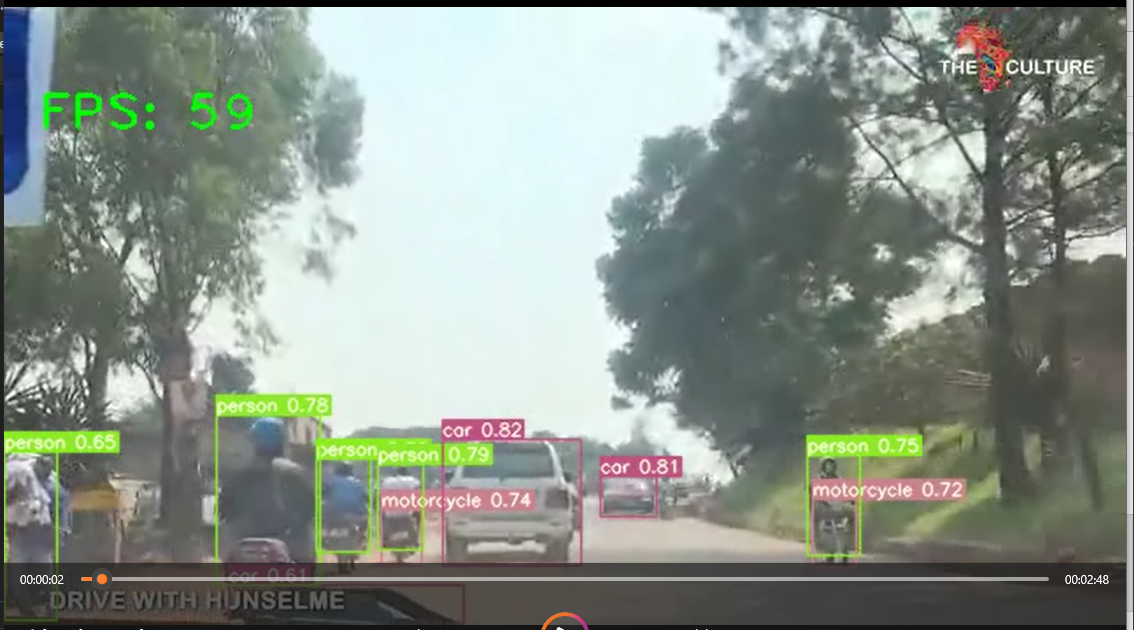 THE CULTURE
FPS: 59
person 0.78
car 0.82
person 0.65
person
person 0.79
person 0.75
car 0.81
motorcycle 0.74
motorcycle 0.72
car 0.61
00:00:02
00:02:48
DRIVE WITH HUNSELME